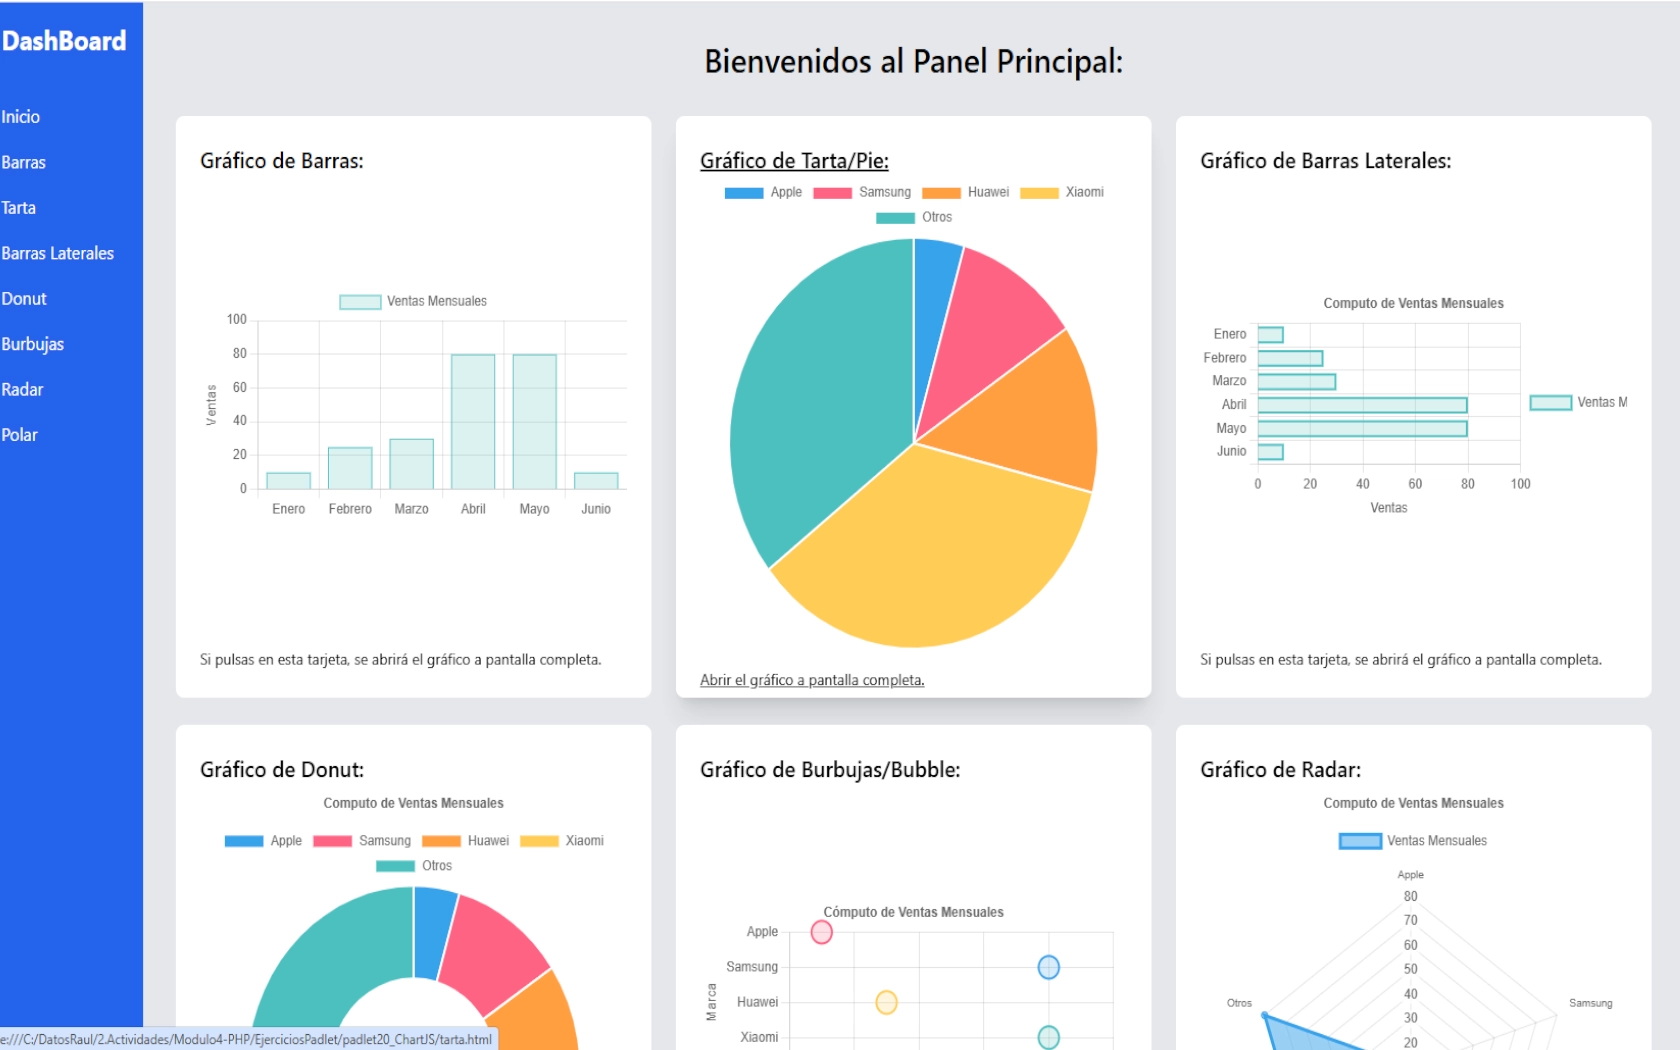 DashBoard
Inicio
Barras
Tarta
Barras Laterales
Donut
Burbujas
Radar
Polar
Bienvenidos al Panel Principal:
Gráfico de Barras:
Ventas Mensuales
100
80
60
40
20
0
Ventas
Enero Febrero Marzo Abril Mayo Junio
Si pulsas en esta tarjeta, se abrirá el gráfico a pantalla completa.
Gráfico de Tarta/Pie:
Apple Samsung Huawei Xiaomi
Otros
Abrir el gráfico a pantalla completa.
Gráfico de Barras Laterales:
Computo de Ventas Mensuales
Enero
Febrero
Marzo
Abril
Mayo
Junio
Ventas M
0 20 40 60 80 100
Ventas
Si pulsas en esta tarjeta, se abrirá el gráfico a pantalla completa.
Gráfico de Donut:
Computo de Ventas Mensuales
Apple Samsung Huawei Xiaomi
Otros
Gráfico de Burbujas/Bubble:
Cómputo de Ventas Mensuales
Apple
Samsung
Huawei
Xiaomi
Marca
Gráfico de Radar:
Computo de Ventas Mensuales
Ventas Mensuales
Apple
80
70
60
50
40
30
20
Otros
Samsung
e:///C:/DatosRaul/2.Actividades/Modulo4-PHP/EjerciciosPadlet/padlet20_ChartJS/tarta.html